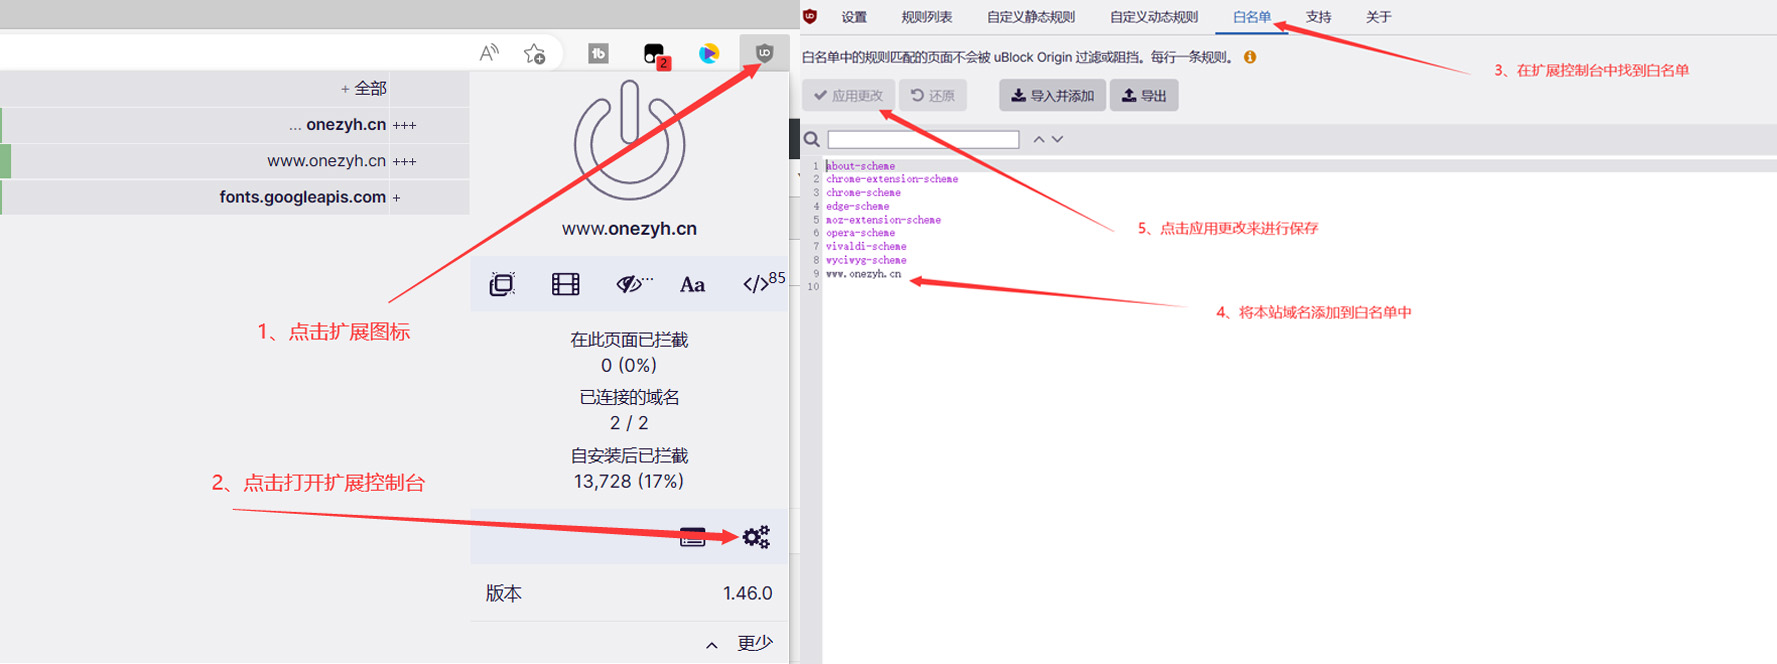 2
+ 全部
... onezyh.cn +++
www.onezyh.cn +++
fonts.googleapis.com +
www.onezyh.cn
Aa
</>85
在此页面已拦截
0 (0%)
已连接的域名
2 / 2
自安装后已拦截
13,728 (17%)
版本 1.46.0
更少
1、点击扩展图标
2、点击打开扩展控制台
设置 规则列表 自定义静态规则 自定义动态规则 白名单 支持 关于
白名单中的规则匹配的页面不会被 uBlock Origin 过滤或阻挡。每行一条规则。
应用更改 还原 导入并添加 导出
1 about-scheme
2 chrome-extension-scheme
3 chrome-scheme
4 edge-scheme
5 moz-extension-scheme
6 opera-scheme
7 vivaldi-scheme
8 wyciwyg-scheme
9 www.onezyh.cn
10
3、在扩展控制台中找到白名单
5、点击应用更改来进行保存
4、将本站域名添加到白名单中